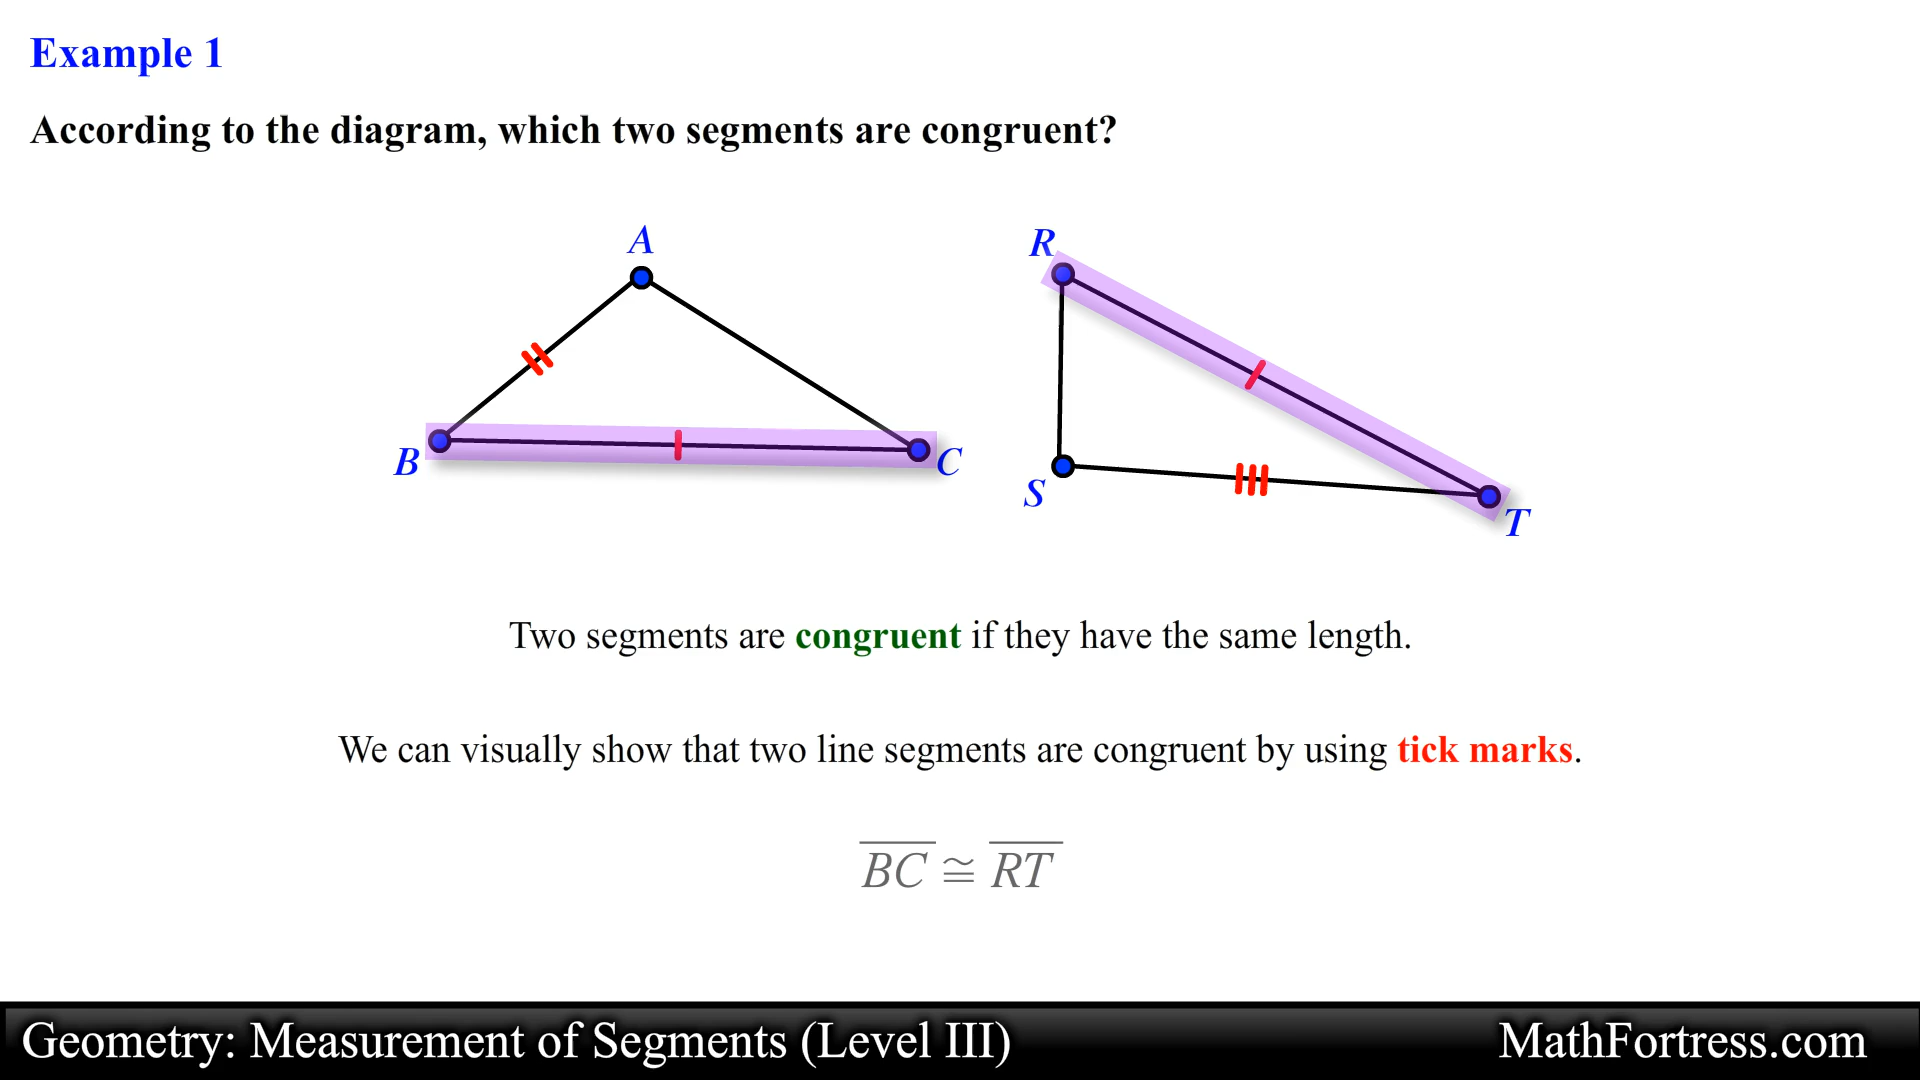 Example 1
According to the diagram, which two segments are congruent?
A
R
B
C
S
T
Two segments are congruent if they have the same length.
We can visually show that two line segments are congruent by using tick marks.
B̅C̅ ≅ R̅T̅
Geometry: Measurement of Segments (Level III)
MathFortress.com